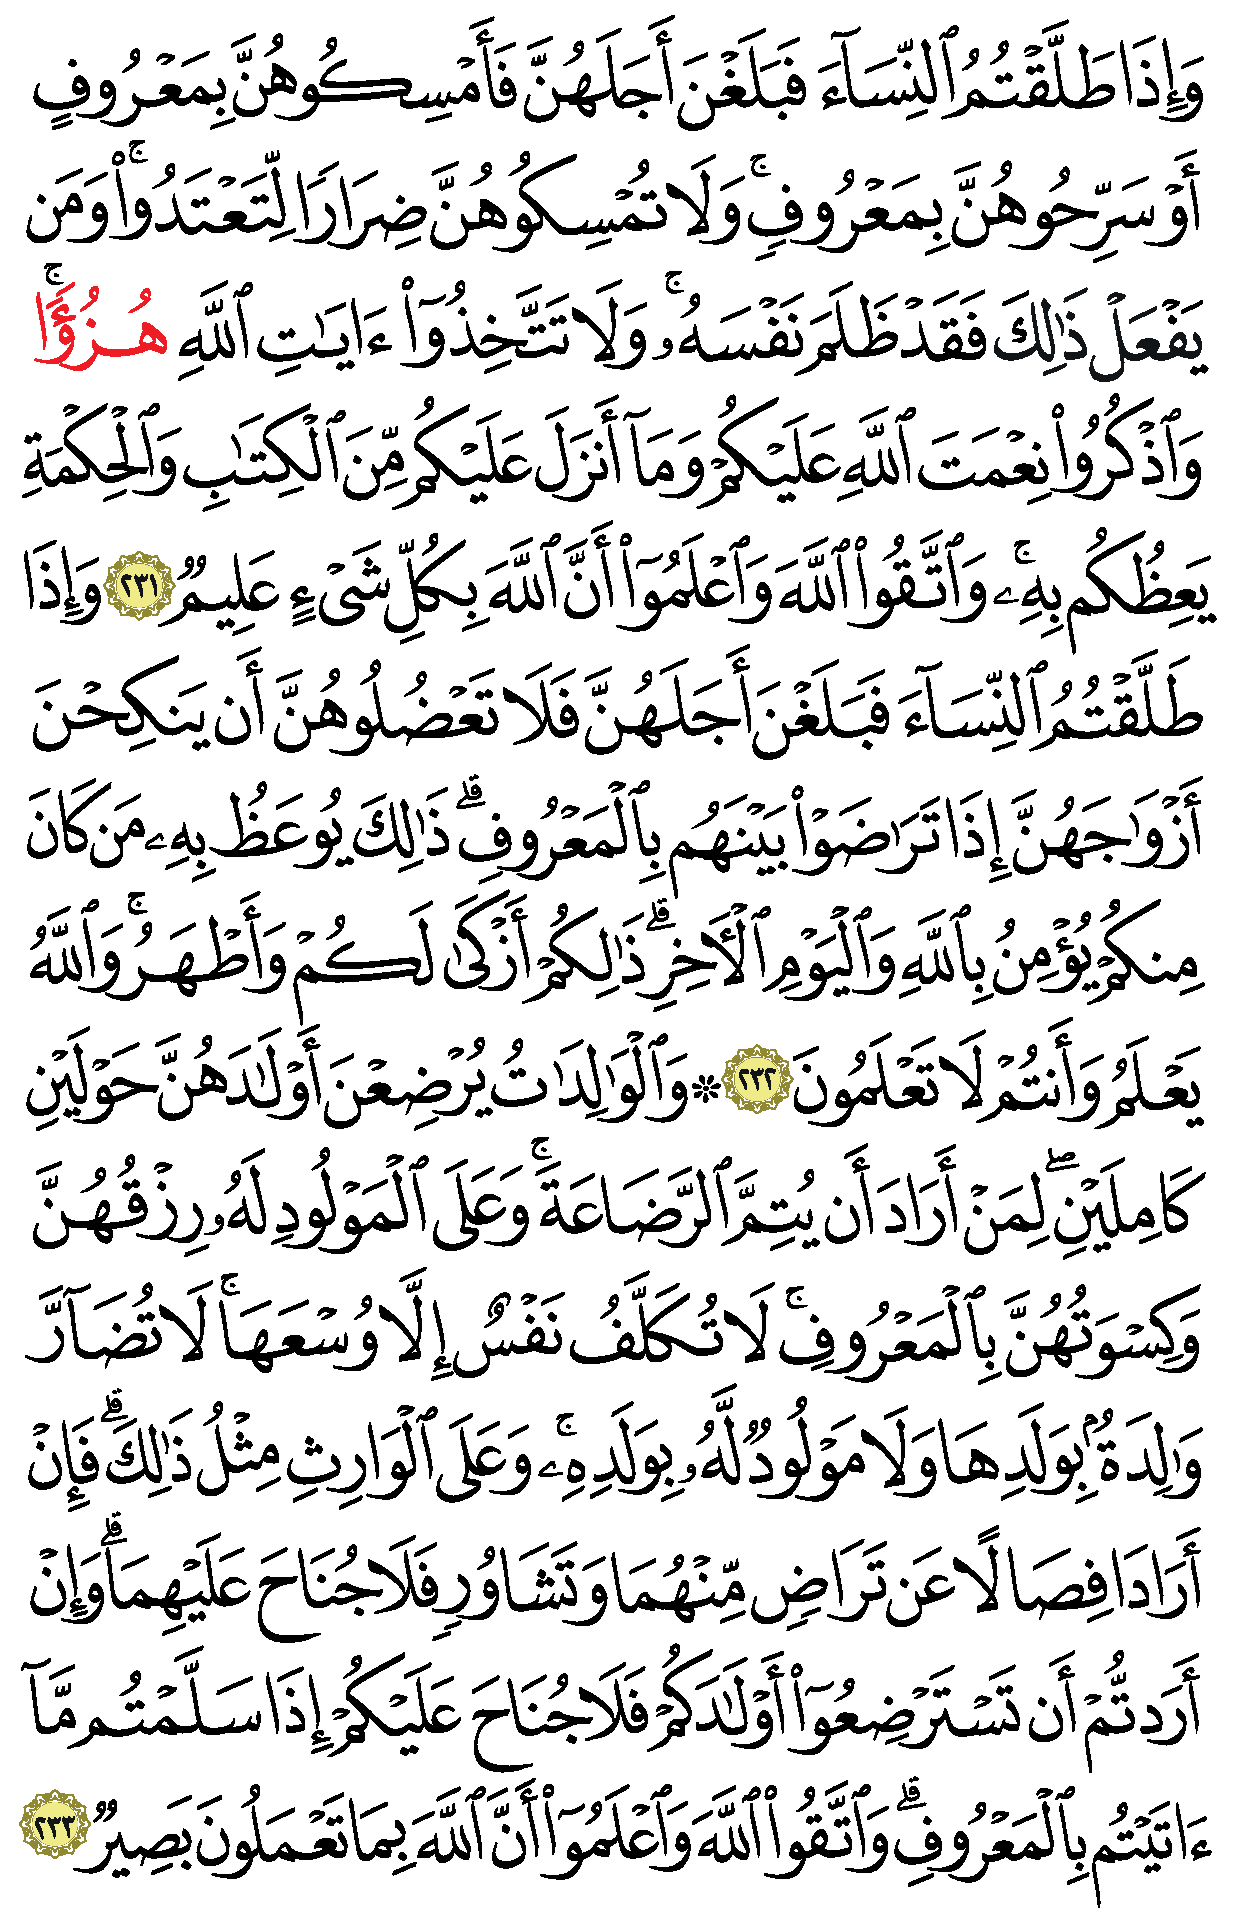 وَإِذَا طَلَّقْتُمُ ٱلنِّسَآءَ فَبَلَغْنَ أَجَلَهُنَّ فَأَمْسِكُوهُنَّ بِمَعْرُوفٍ
أَوْ سَرِّحُوهُنَّ بِمَعْرُوفٍۚ وَلَا تُمْسِكُوهُنَّ ضِرَارًا لِّتَعْتَدُوا۟ۚ وَمَن
يَفْعَلْ ذَٰلِكَ فَقَدْ ظَلَمَ نَفْسَهُۥۚ وَلَا تَتَّخِذُوٓا۟ ءَايَٰتِ ٱللَّهِ هُزُؤًاۚ
وَٱذْكُرُوا۟ نِعْمَتَ ٱللَّهِ عَلَيْكُمْ وَمَآ أَنزَلَ عَلَيْكُم مِّنَ ٱلْكِتَٰبِ وَٱلْحِكْمَةِ
يَعِظُكُم بِهِۦۚ وَٱتَّقُوا۟ ٱللَّهَ وَٱعْلَمُوٓا۟ أَنَّ ٱللَّهَ بِكُلِّ شَىْءٍ عَلِيمٌ ٢٣١ وَإِذَا
طَلَّقْتُمُ ٱلنِّسَآءَ فَبَلَغْنَ أَجَلَهُنَّ فَلَا تَعْضُلُوهُنَّ أَن يَنكِحْنَ
أَزْوَٰجَهُنَّ إِذَا تَرَٰضَوْا۟ بَيْنَهُم بِٱلْمَعْرُوفِۗ ذَٰلِكَ يُوعَظُ بِهِۦ مَن كَانَ
مِنكُمْ يُؤْمِنُ بِٱللَّهِ وَٱلْيَوْمِ ٱلْأَخِرِۗ ذَٰلِكُمْ أَزْكَىٰ لَكُمْ وَأَطْهَرُۚ وَٱللَّهُ
يَعْلَمُ وَأَنتُمْ لَا تَعْلَمُونَ ٢٣٢ ۞ وَٱلْوَٰلِدَٰتُ يُرْضِعْنَ أَوْلَٰدَهُنَّ حَوْلَيْنِ
كَامِلَيْنِۖ لِمَنْ أَرَادَ أَن يُتِمَّ ٱلرَّضَاعَةَۚ وَعَلَى ٱلْمَوْلُودِ لَهُۥ رِزْقُهُنَّ
وَكِسْوَتُهُنَّ بِٱلْمَعْرُوفِۚ لَا تُكَلَّفُ نَفْسٌ إِلَّا وُسْعَهَاۚ لَا تُضَآرَّ
وَٰلِدَةٌۢ بِوَلَدِهَا وَلَا مَوْلُودٌ لَّهُۥ بِوَلَدِهِۦۚ وَعَلَى ٱلْوَارِثِ مِثْلُ ذَٰلِكَۗ فَإِنْ
أَرَادَا فِصَالًا عَن تَرَاضٍ مِّنْهُمَا وَتَشَاوُرٍ فَلَا جُنَاحَ عَلَيْهِمَاۗ وَإِنْ
أَرَدتُّمْ أَن تَسْتَرْضِعُوٓا۟ أَوْلَٰدَكُمْ فَلَا جُنَاحَ عَلَيْكُمْ إِذَا سَلَّمْتُم مَّآ
ءَاتَيْتُم بِٱلْمَعْرُوفِۗ وَٱتَّقُوا۟ ٱللَّهَ وَٱعْلَمُوٓا۟ أَنَّ ٱللَّهَ بِمَا تَعْمَلُونَ بَصِيرٌ ٢٣٣